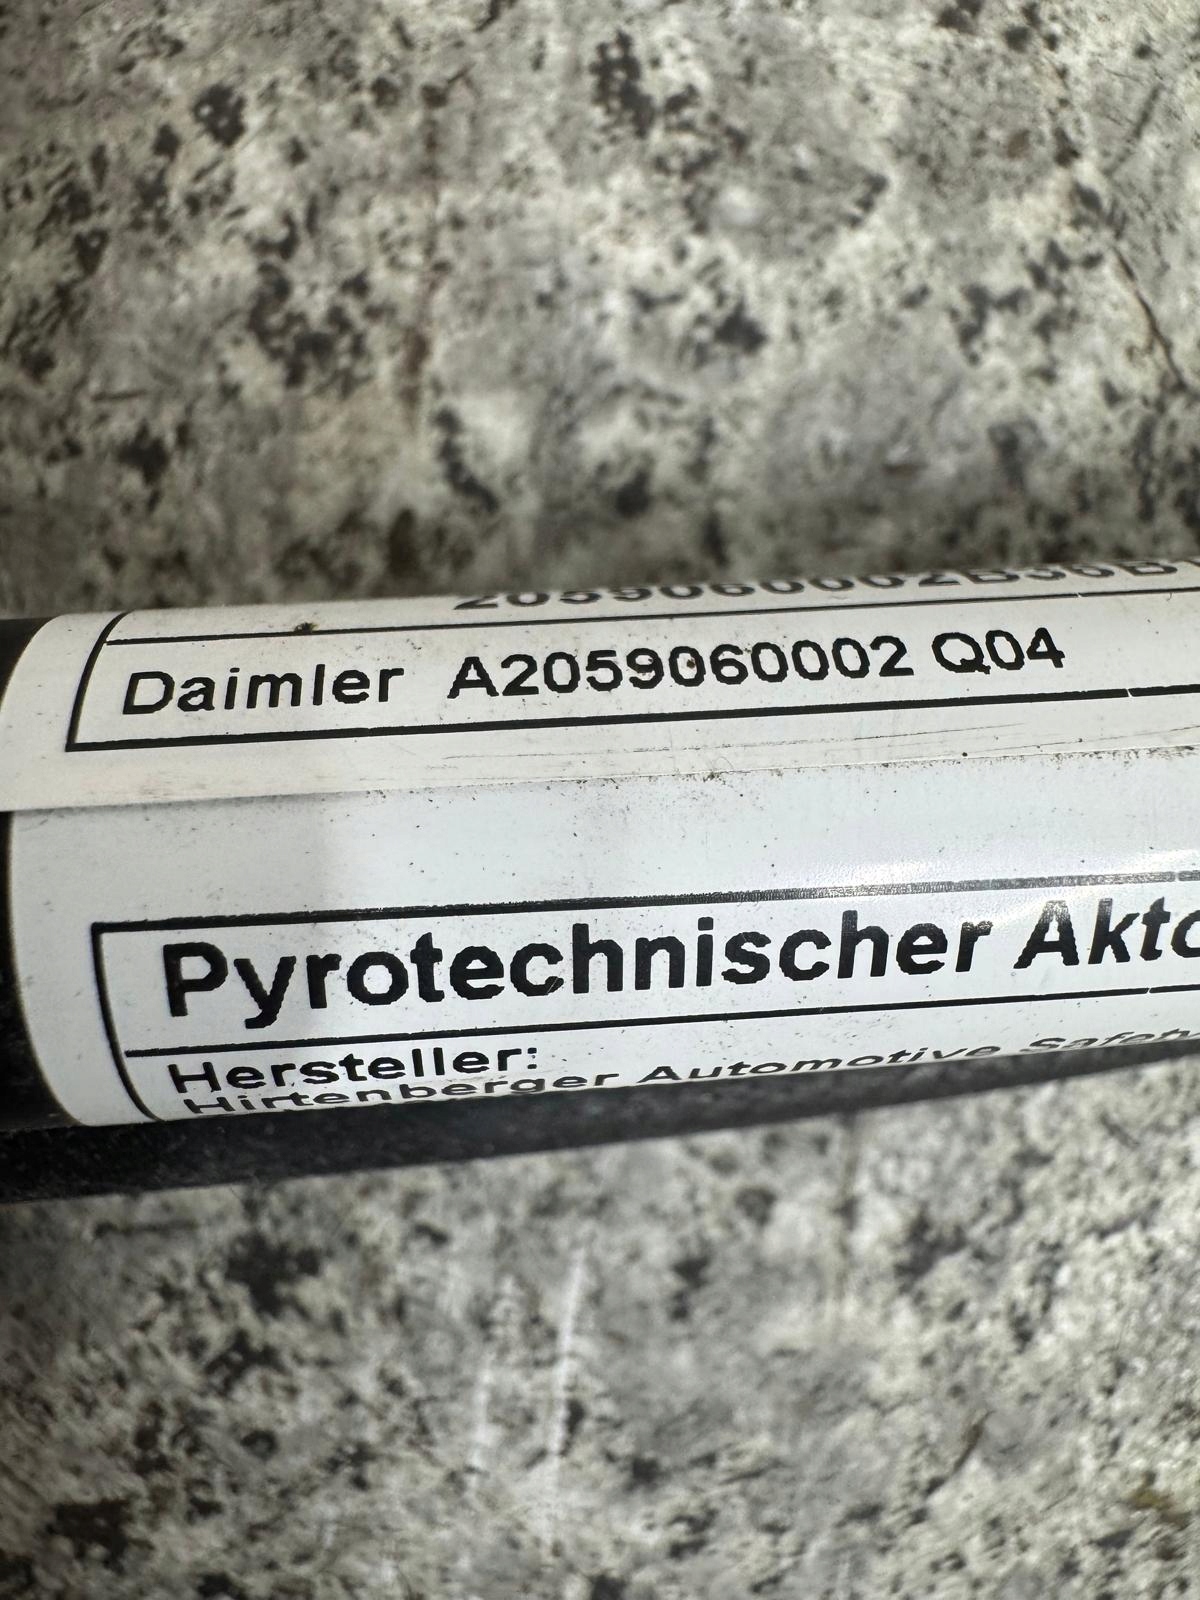 Daimler A2059060002 Q04
Pyrotechnischer
Hersteller:
Hirtenberger Automotive